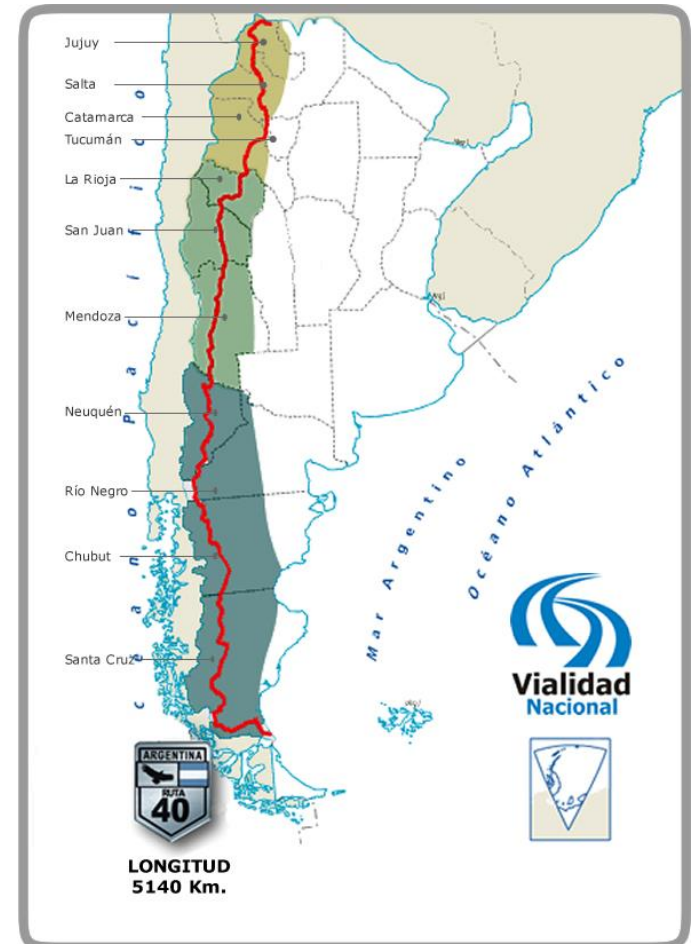 Jujuy
Salta
Catamarca
Tucumán
La Rioja
San Juan
Mendoza
Neuquén
Río Negro
Chubut
Santa Cruz
ceano Pacífico
Mar Argentino
Océano Atlántico
Vialidad
Nacional
ARGENTINA
RUTA
40
LONGITUD
5140 Km.